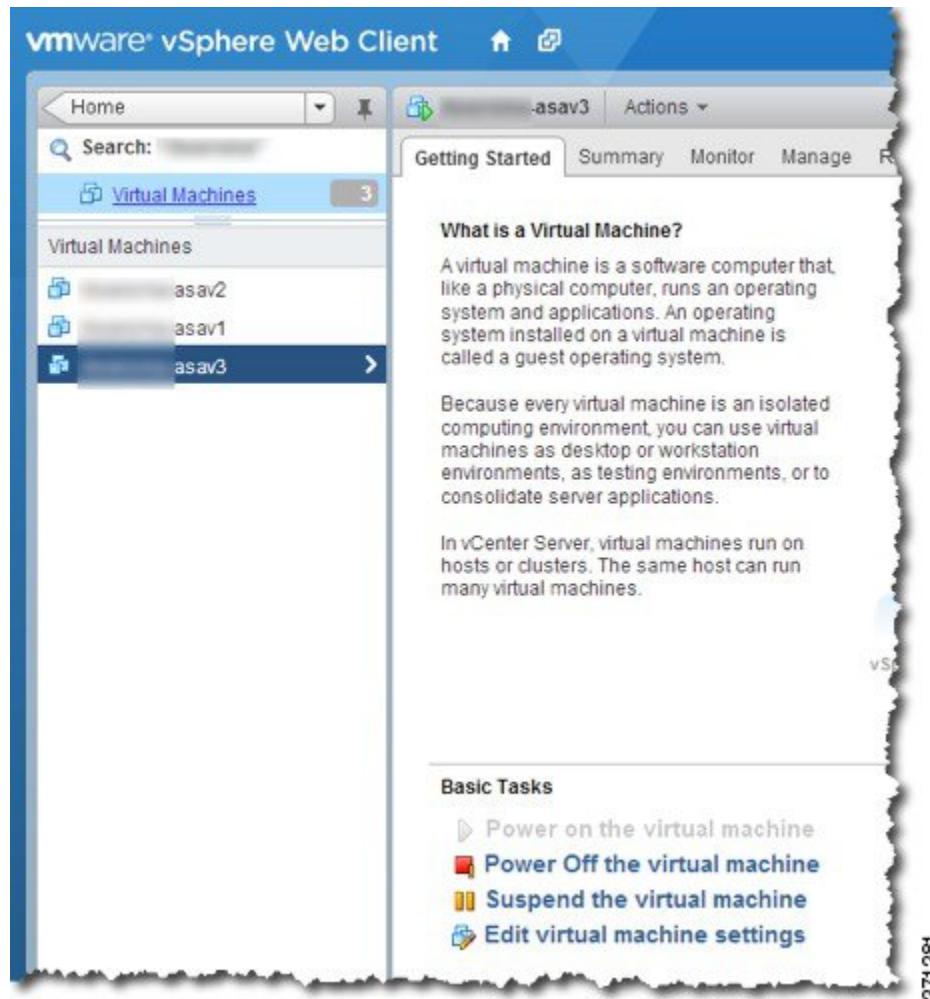 vmware® vSphere Web Client
Home
Search:
Virtual Machines 3
Virtual Machines
asav2
asav1
asav3
-asav3 Actions
Getting Started Summary Monitor Manage
What is a Virtual Machine?
A virtual machine is a software computer that,
like a physical computer, runs an operating
system and applications. An operating
system installed on a virtual machine is
called a guest operating system.
Because every virtual machine is an isolated
computing environment, you can use virtual
machines as desktop or workstation
environments, as testing environments, or to
consolidate server applications.
In vCenter Server, virtual machines run on
hosts or clusters. The same host can run
many virtual machines.
Basic Tasks
Power on the virtual machine
Power Off the virtual machine
Suspend the virtual machine
Edit virtual machine settings